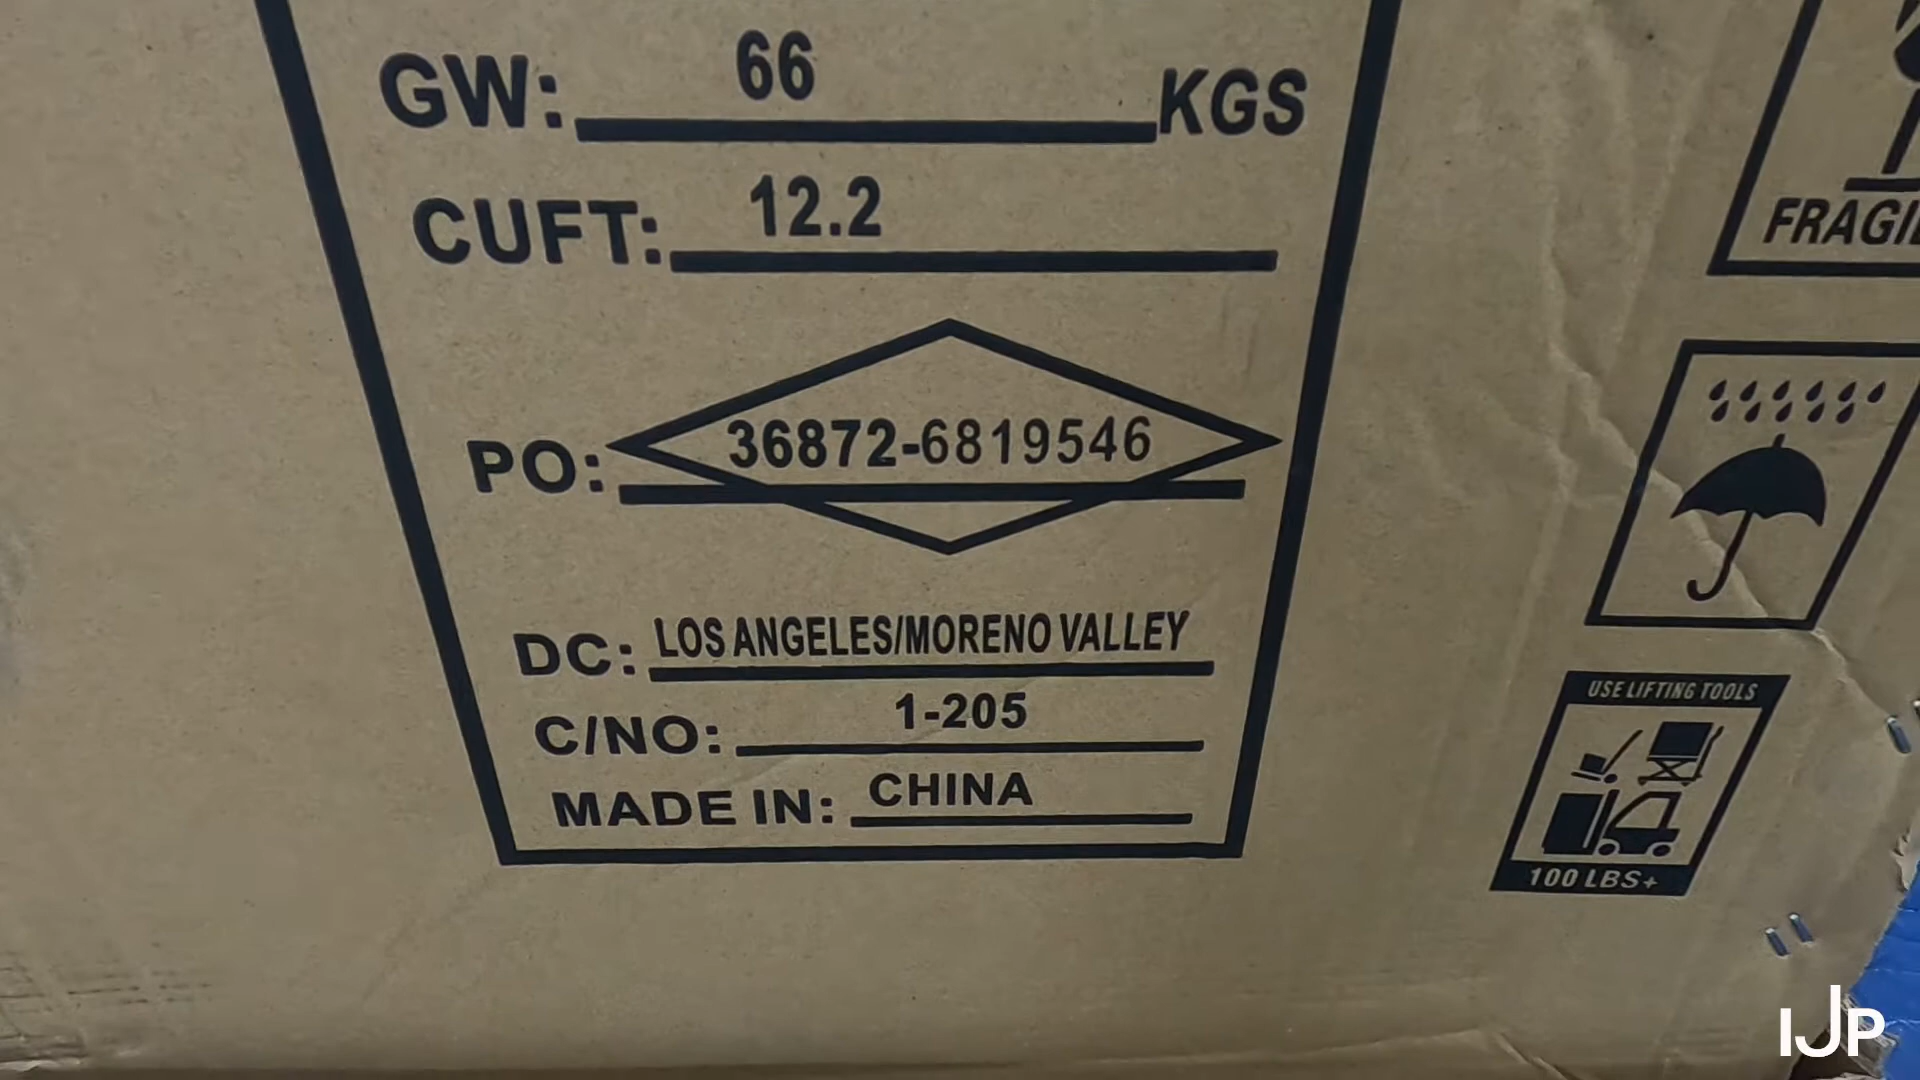 GW: 66 KGS
CUFT: 12.2
PO: 36872-6819546
DC: LOS ANGELES/MORENO VALLEY
C/NO: 1-205
MADE IN: CHINA
USE LIFTING TOOLS
100 LBS+
IJP